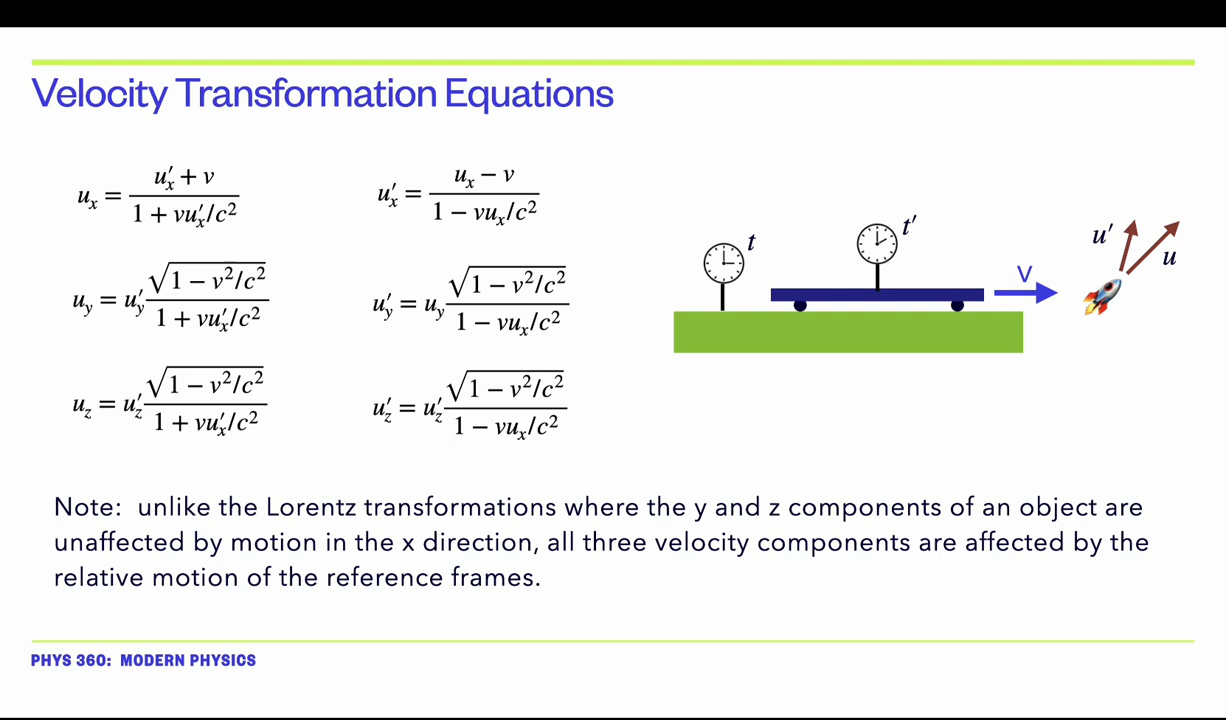 Velocity Transformation Equations
u_x = (u′_x + v) / (1 + vu′_x/c²)
u′_x = (u_x − v) / (1 − vu_x/c²)
u_y = u′_y √(1 − v²/c²) / (1 + vu′_x/c²)
u′_y = u_y √(1 − v²/c²) / (1 − vu_x/c²)
u_z = u′_z √(1 − v²/c²) / (1 + vu′_x/c²)
u′_z = u′_z √(1 − v²/c²) / (1 − vu_x/c²)
t
t′
V
u′
u
Note: unlike the Lorentz transformations where the y and z components of an object are
unaffected by motion in the x direction, all three velocity components are affected by the
relative motion of the reference frames.
PHYS 360: MODERN PHYSICS